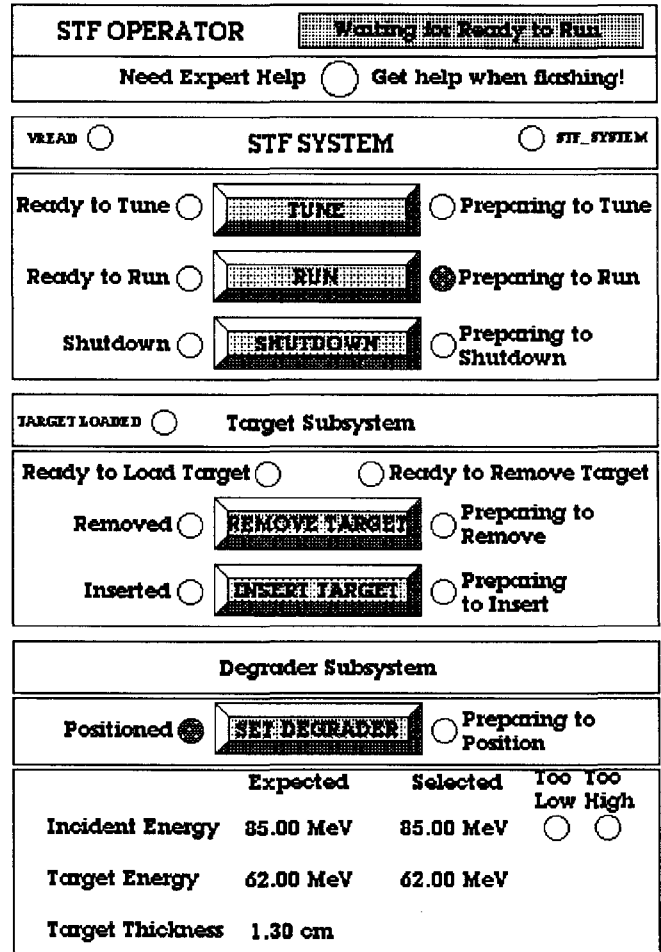 STF OPERATOR Waiting for Ready to Run
Need Expert Help Get help when flashing!
VREAD STF SYSTEM STF_SYSTEM
Ready to Tune TUNE Preparing to Tune
Ready to Run RUN Preparing to Run
Shutdown SHUTDOWN Preparing to
Shutdown
TARGET LOADED Target Subsystem
Ready to Load Target Ready to Remove Target
Removed REMOVE TARGET Preparing to
Remove
Inserted INSERT TARGET Preparing
to Insert
Degrader Subsystem
Positioned SET DEGRADER Preparing to
Position
Expected Selected Too Too
Low High
Incident Energy 85.00 MeV 85.00 MeV
Target Energy 62.00 MeV 62.00 MeV
Target Thickness 1.30 cm